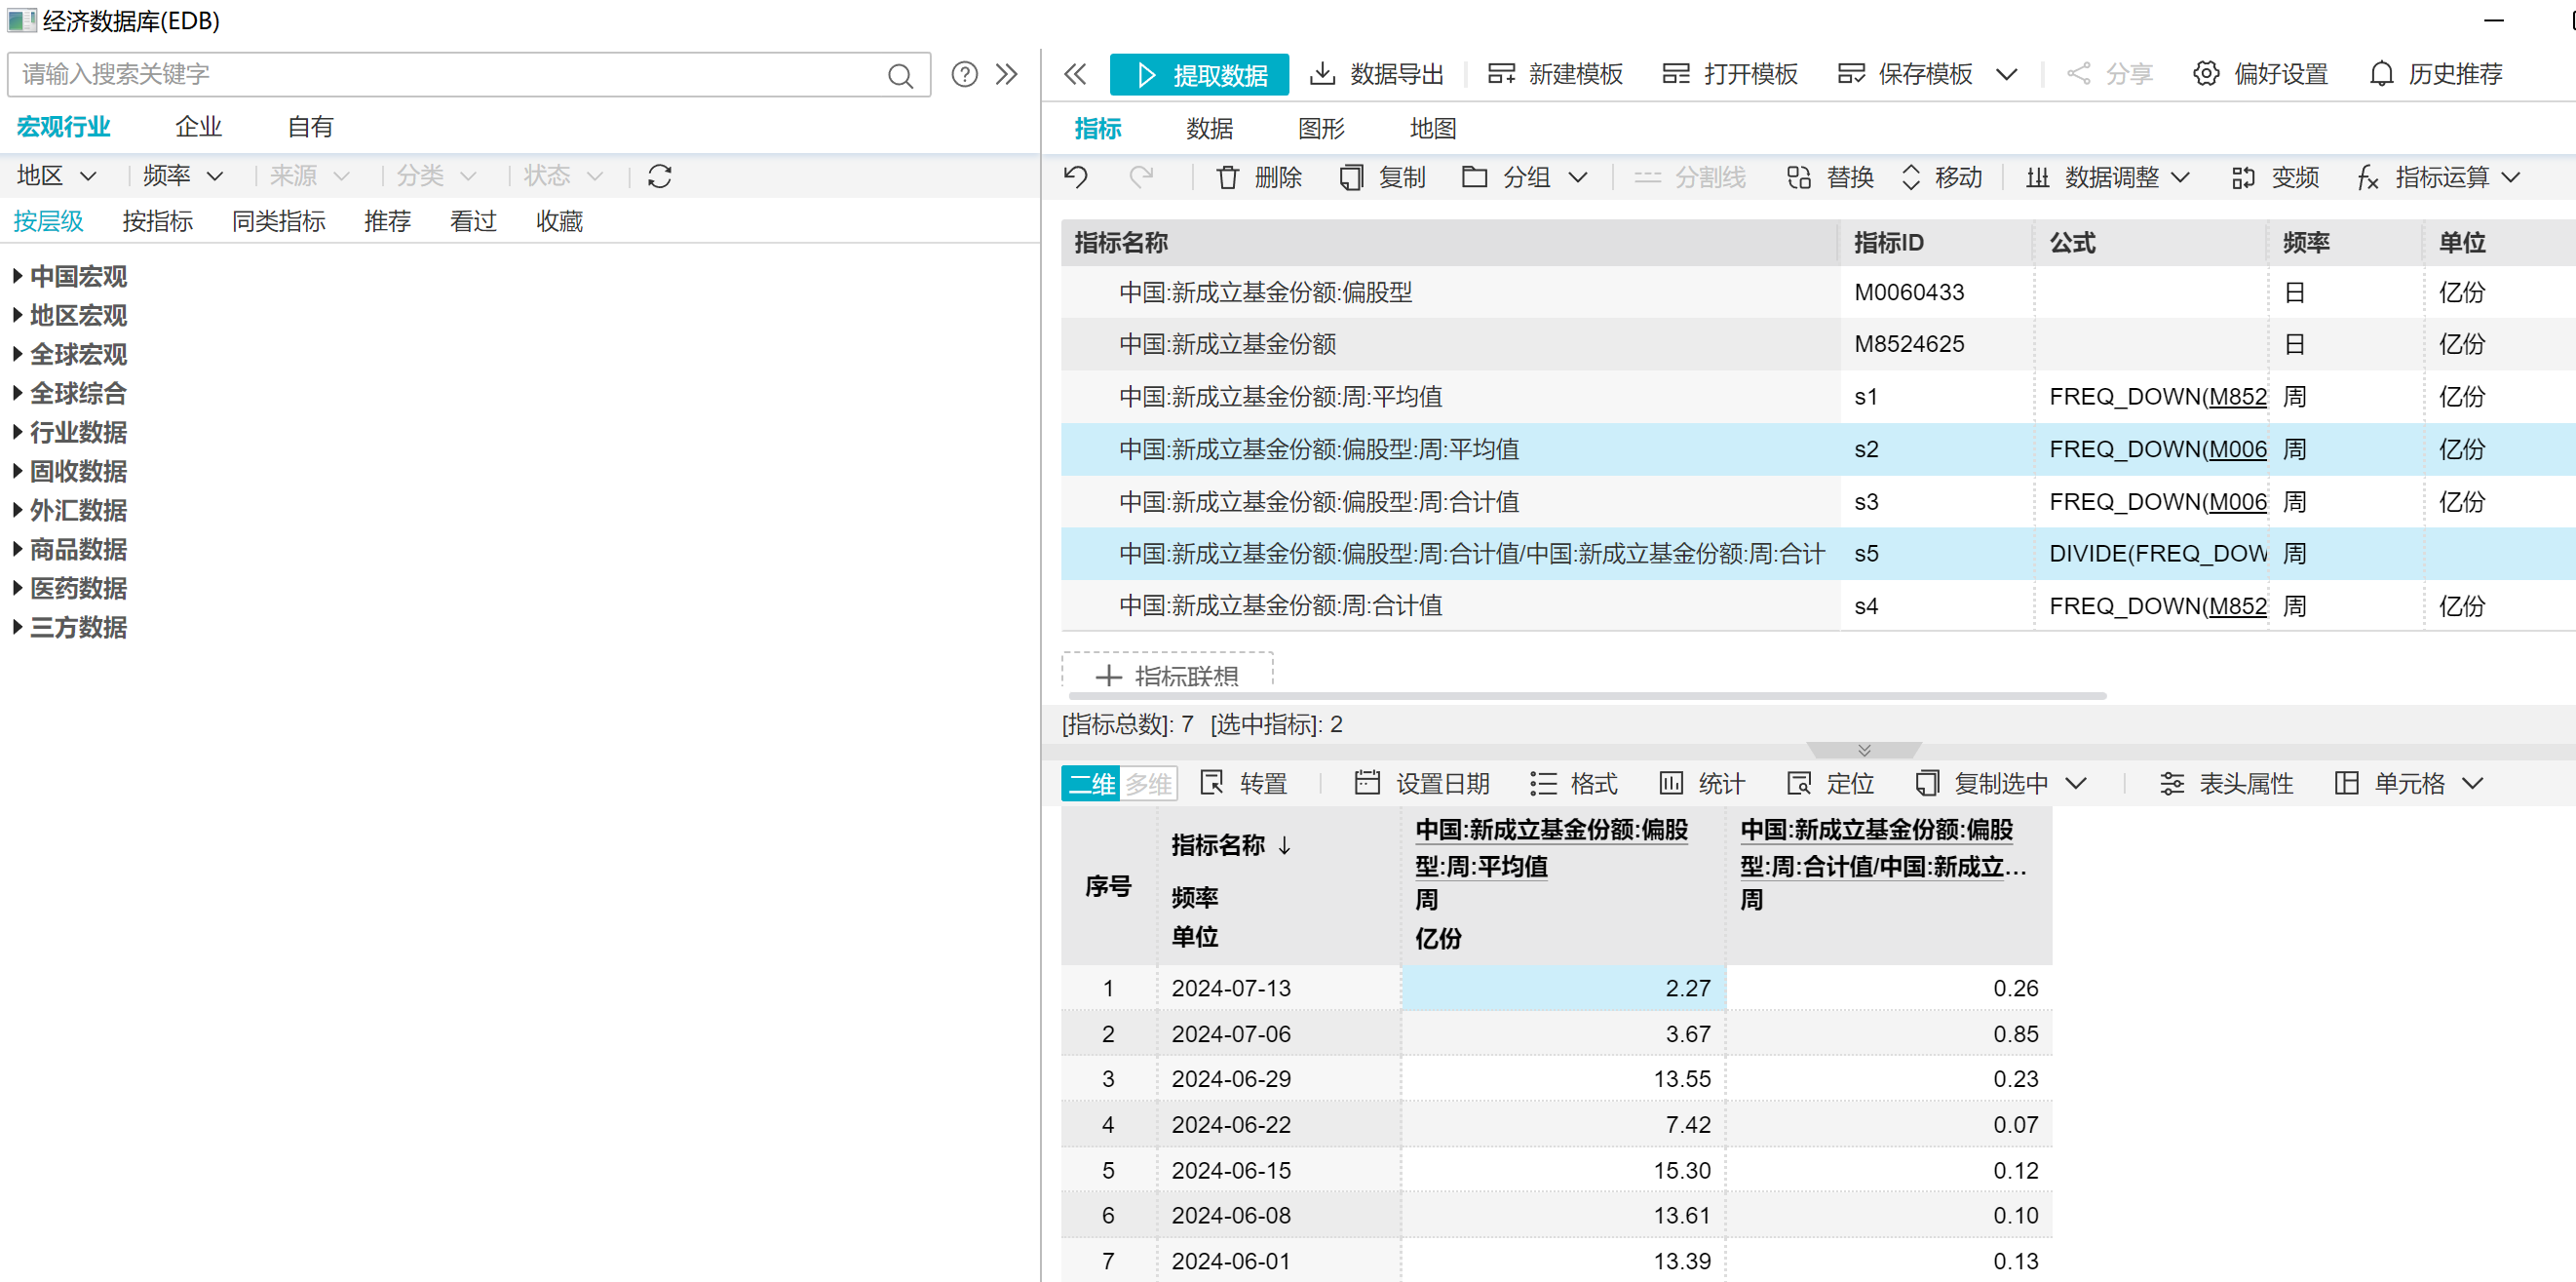 经济数据库(EDB)
请输入搜索关键字
宏观行业 企业 自有
地区 频率 来源 分类 状态
按层级 按指标 同类指标 推荐 看过 收藏
中国宏观
地区宏观
全球宏观
全球综合
行业数据
固收数据
外汇数据
商品数据
医药数据
三方数据
提取数据 数据导出 新建模板 打开模板 保存模板 分享 偏好设置 历史推荐
指标 数据 图形 地图
删除 复制 分组 分割线 替换 移动 数据调整 变频 指标运算
指标名称 指标ID 公式 频率 单位
中国:新成立基金份额:偏股型 M0060433 日 亿份
中国:新成立基金份额 M8524625 日 亿份
中国:新成立基金份额:周:平均值 s1 FREQ_DOWN(M852 周 亿份
中国:新成立基金份额:偏股型:周:平均值 s2 FREQ_DOWN(M006 周 亿份
中国:新成立基金份额:偏股型:周:合计值 s3 FREQ_DOWN(M006 周 亿份
中国:新成立基金份额:偏股型:周:合计值/中国:新成立基金份额:周:合计 s5 DIVIDE(FREQ_DOW 周
中国:新成立基金份额:周:合计值 s4 FREQ_DOWN(M852 周 亿份
指标联想
[指标总数]: 7 [选中指标]: 2
二维 多维 转置 设置日期 格式 统计 定位 复制选中 表头属性 单元格
序号 指标名称 ↓ 中国:新成立基金份额:偏股 中国:新成立基金份额:偏股
型:周:平均值 型:周:合计值/中国:新成立...
频率 周 周
单位 亿份
1 2024-07-13 2.27 0.26
2 2024-07-06 3.67 0.85
3 2024-06-29 13.55 0.23
4 2024-06-22 7.42 0.07
5 2024-06-15 15.30 0.12
6 2024-06-08 13.61 0.10
7 2024-06-01 13.39 0.13